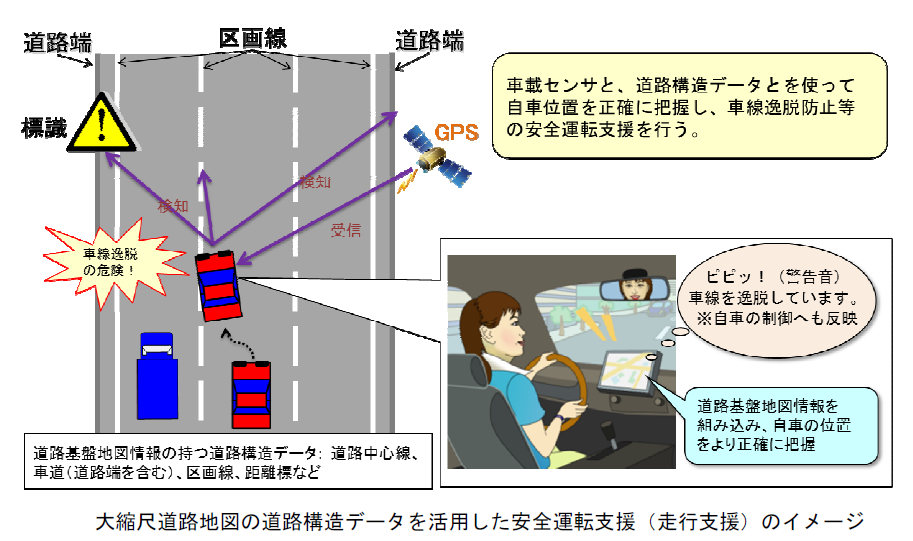 道路端
区画線
道路端
標識
GPS
検知
検知
受信
車線逸脱
の危険！
車載センサと、道路構造データとを使って
自車位置を正確に把握し、車線逸脱防止等
の安全運転支援を行う。
ピピッ！（警告音）
車線を逸脱しています。
※自車の制御へも反映
道路基盤地図情報を
組み込み、自車の位置
をより正確に把握
道路基盤地図情報の持つ道路構造データ：道路中心線、
車道（道路端を含む）、区画線、距離標など
大縮尺道路地図の道路構造データを活用した安全運転支援（走行支援）のイメージ